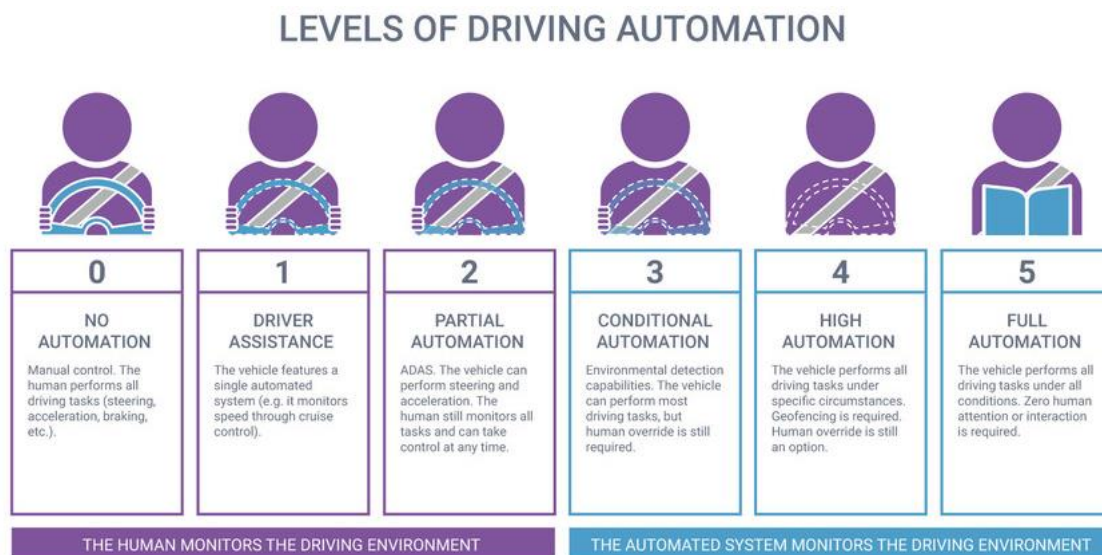 LEVELS OF DRIVING AUTOMATION
0
NO
AUTOMATION
Manual control. The
human performs all
driving tasks (steering,
acceleration, braking,
etc.).
1
DRIVER
ASSISTANCE
The vehicle features a
single automated
system (e.g. it monitors
speed through cruise
control).
2
PARTIAL
AUTOMATION
ADAS. The vehicle can
perform steering and
acceleration. The
human still monitors all
tasks and can take
control at any time.
3
CONDITIONAL
AUTOMATION
Environmental detection
capabilities. The vehicle
can perform most
driving tasks, but
human override is still
required.
4
HIGH
AUTOMATION
The vehicle performs all
driving tasks under
specific circumstances.
Geofencing is required.
Human override is still
an option.
5
FULL
AUTOMATION
The vehicle performs all
driving tasks under all
conditions. Zero human
attention or interaction
is required.
THE HUMAN MONITORS THE DRIVING ENVIRONMENT
THE AUTOMATED SYSTEM MONITORS THE DRIVING ENVIRONMENT